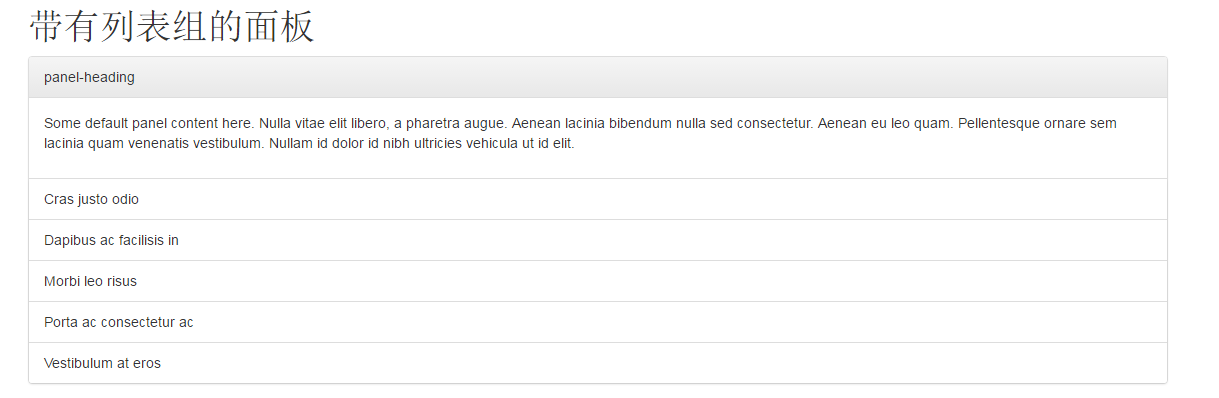 带有列表组的面板
panel-heading
Some default panel content here. Nulla vitae elit libero, a pharetra augue. Aenean lacinia bibendum nulla sed consectetur. Aenean eu leo quam. Pellentesque ornare sem
lacinia quam venenatis vestibulum. Nullam id dolor id nibh ultricies vehicula ut id elit.
Cras justo odio
Dapibus ac facilisis in
Morbi leo risus
Porta ac consectetur ac
Vestibulum at eros